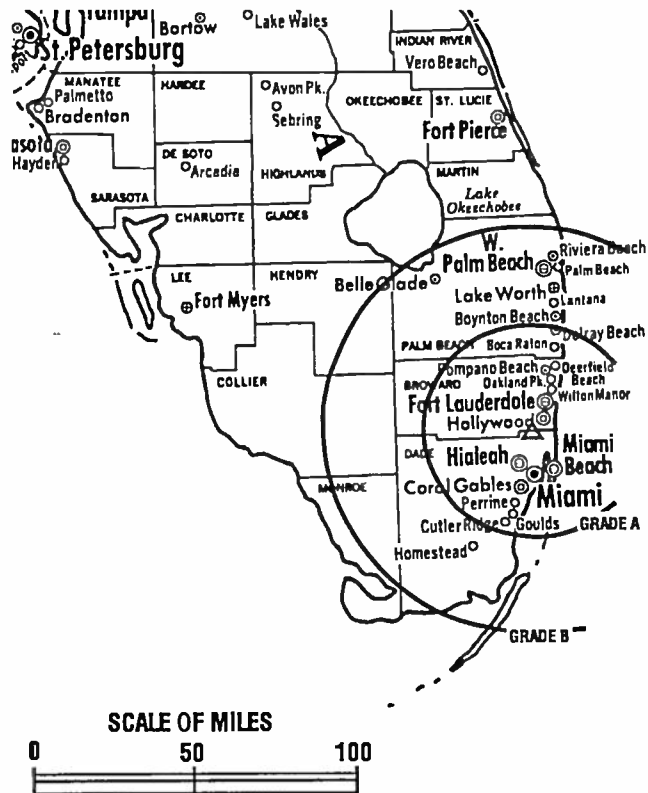 Tampa
Bartow
Lake Wales
St. Petersburg
INDIAN RIVER
Vero Beach
MANATEE
HARDEE
Avon Pk.
OKEECHOBEE
ST. LUCIE
Palmetto
Bradenton
Sebring
Fort Pierce
asota
Hayden
DE SOTO
Arcadia
A
HIGHLANDS
MARTIN
SARASOTA
Lake
Okeechobee
CHARLOTTE
GLADES
W.
Palm Beach
Riviera Beach
Palm Beach
LEE
HENDRY
Belle Glade
Fort Myers
Lake Worth
Lantana
Boynton Beach
Delray Beach
PALM BEACH
Boca Raton
COLLIER
Pompano Beach
Deerfield
Beach
BROWARD
Oakland Pk.
Wilton Manor
Fort Lauderdole
Hollywood
DADE
Hialeah
Miami
Beach
MONROE
Coral Gables
Miami
Perrine
Cutler Ridge
Goulds
GRADE A
Homestead
GRADE B
SCALE OF MILES
0 50 100